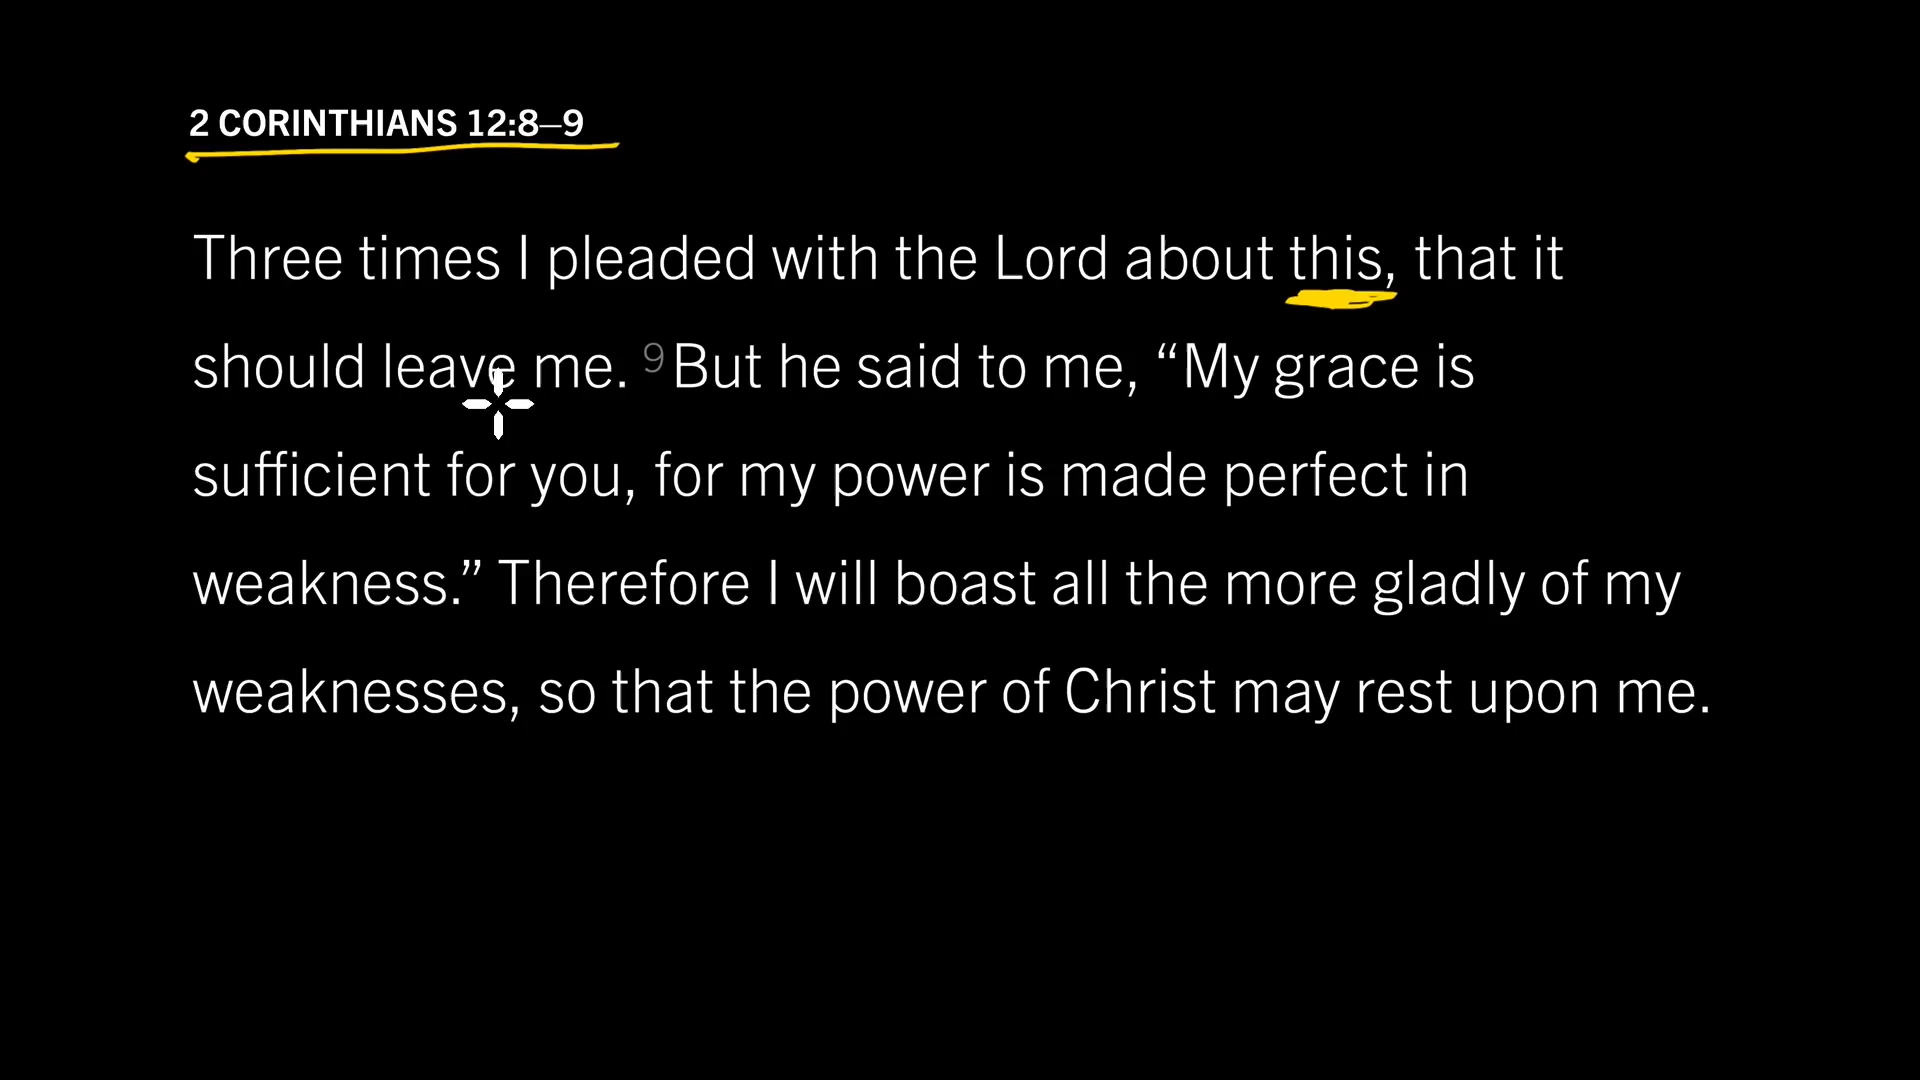 2 CORINTHIANS 12:8–9
Three times I pleaded with the Lord about this, that it
should leave me. 9 But he said to me, “My grace is
sufficient for you, for my power is made perfect in
weakness.” Therefore I will boast all the more gladly of my
weaknesses, so that the power of Christ may rest upon me.